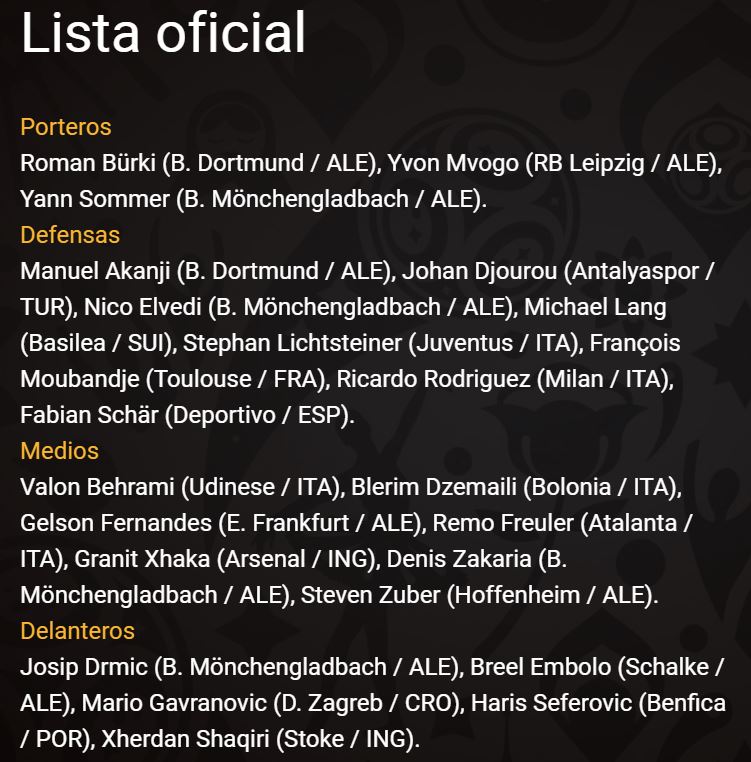 Lista oficial
Porteros
Roman Bürki (B. Dortmund / ALE), Yvon Mvogo (RB Leipzig / ALE),
Yann Sommer (B. Mönchengladbach / ALE).
Defensas
Manuel Akanji (B. Dortmund / ALE), Johan Djourou (Antalyaspor /
TUR), Nico Elvedi (B. Mönchengladbach / ALE), Michael Lang
(Basilea / SUI), Stephan Lichtsteiner (Juventus / ITA), François
Moubandje (Toulouse / FRA), Ricardo Rodriguez (Milan / ITA),
Fabian Schär (Deportivo / ESP).
Medios
Valon Behrami (Udinese / ITA), Blerim Dzemaili (Bolonia / ITA),
Gelson Fernandes (E. Frankfurt / ALE), Remo Freuler (Atalanta /
ITA), Granit Xhaka (Arsenal / ING), Denis Zakaria (B.
Mönchengladbach / ALE), Steven Zuber (Hoffenheim / ALE).
Delanteros
Josip Drmic (B. Mönchengladbach / ALE), Breel Embolo (Schalke /
ALE), Mario Gavranovic (D. Zagreb / CRO), Haris Seferovic (Benfica
/ POR), Xherdan Shaqiri (Stoke / ING).